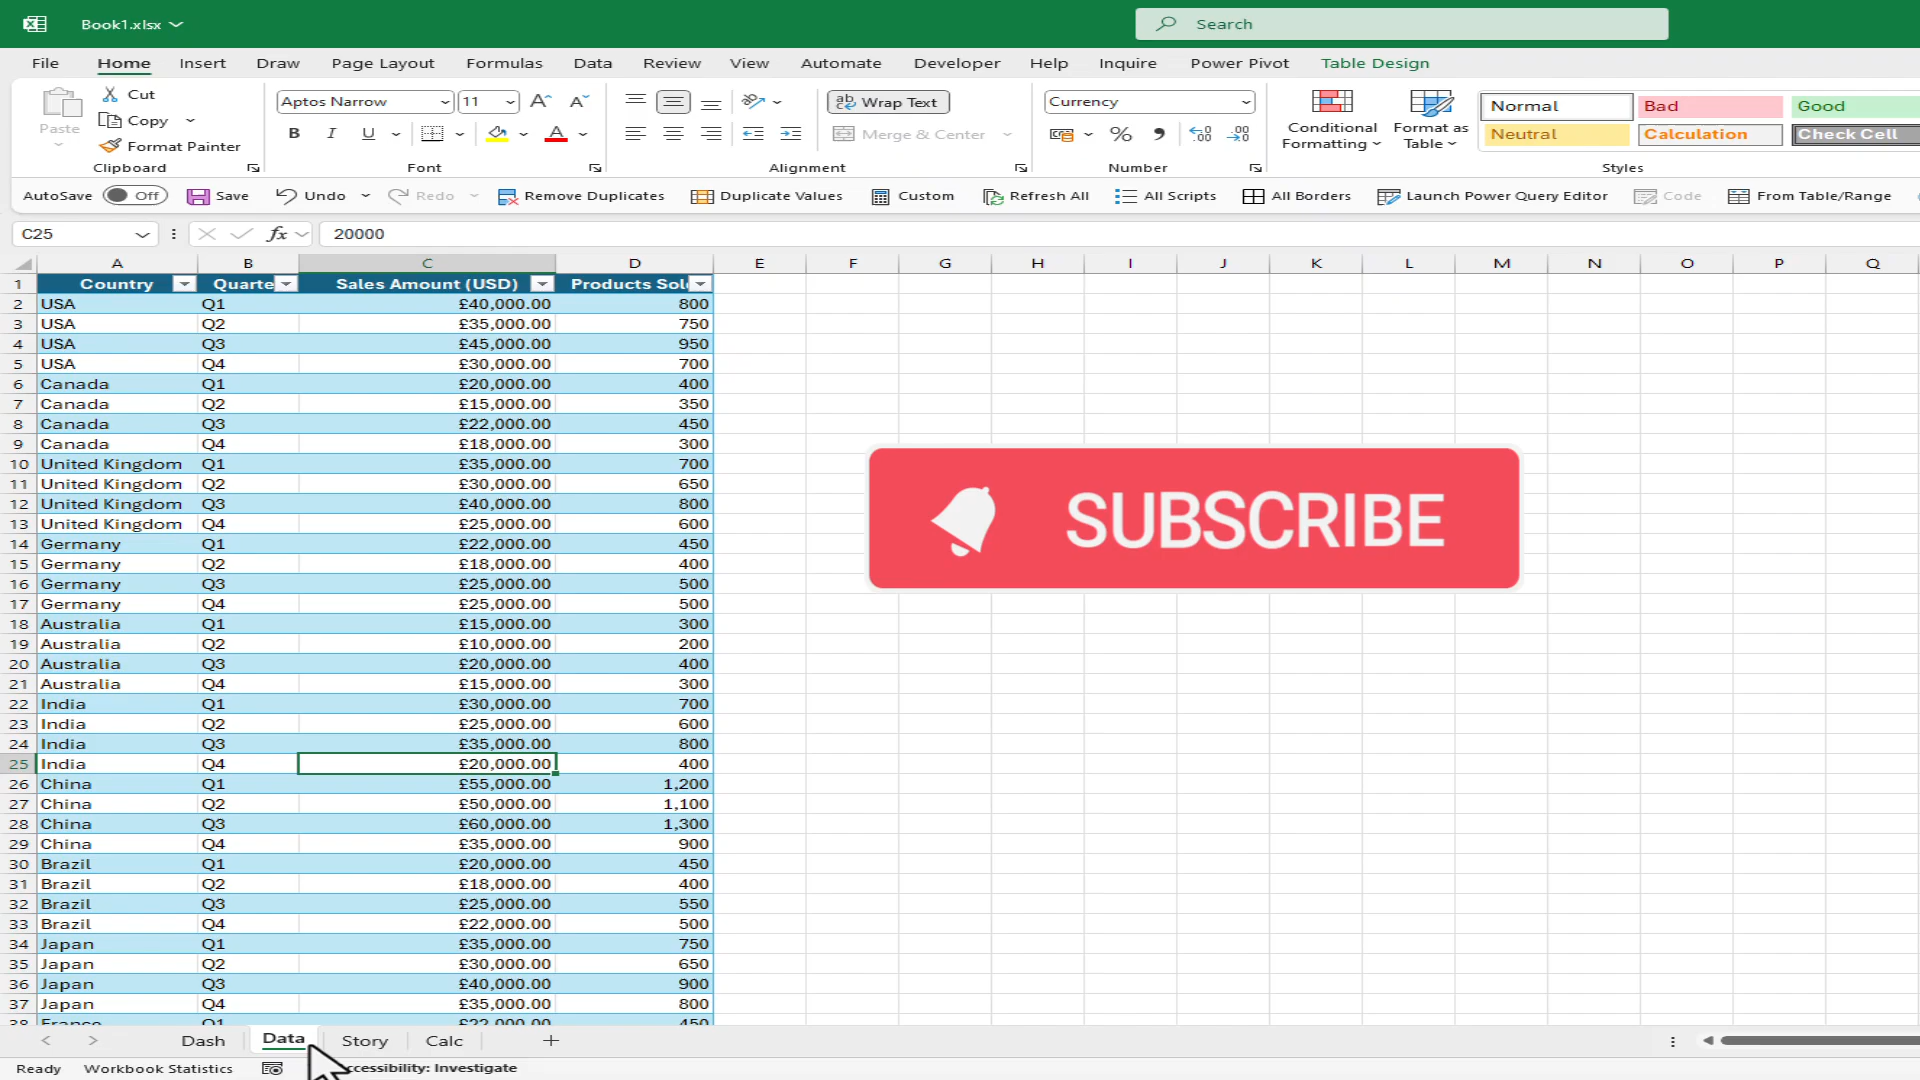 Book1.xlsx
Search
File Home Insert Draw Page Layout Formulas Data Review View Automate Developer Help Inquire Power Pivot Table Design
Paste
Cut
Copy
Format Painter
Clipboard
Aptos Narrow 11
B I U
Font
Wrap Text
Merge & Center
Alignment
Currency
Number
Conditional Formatting
Format as Table
Normal Bad Good
Neutral Calculation Check Cell
Styles
AutoSave Off Save Undo Redo Remove Duplicates Duplicate Values Custom Refresh All All Scripts All Borders Launch Power Query Editor Code From Table/Range
C25 fx 20000
A B C D E F G H I J K L M N O P Q
1 Country Quarte Sales Amount (USD) Products Sol
2 USA Q1 £40,000.00 800
3 USA Q2 £35,000.00 750
4 USA Q3 £45,000.00 950
5 USA Q4 £30,000.00 700
6 Canada Q1 £20,000.00 400
7 Canada Q2 £15,000.00 350
8 Canada Q3 £22,000.00 450
9 Canada Q4 £18,000.00 300
10 United Kingdom Q1 £35,000.00 700
11 United Kingdom Q2 £30,000.00 650
12 United Kingdom Q3 £40,000.00 800
13 United Kingdom Q4 £25,000.00 600
14 Germany Q1 £22,000.00 450
15 Germany Q2 £18,000.00 400
16 Germany Q3 £25,000.00 500
17 Germany Q4 £25,000.00 500
18 Australia Q1 £15,000.00 300
19 Australia Q2 £10,000.00 200
20 Australia Q3 £20,000.00 400
21 Australia Q4 £15,000.00 300
22 India Q1 £30,000.00 700
23 India Q2 £25,000.00 600
24 India Q3 £35,000.00 800
25 India Q4 £20,000.00 400
26 China Q1 £55,000.00 1,200
27 China Q2 £50,000.00 1,100
28 China Q3 £60,000.00 1,300
29 China Q4 £35,000.00 900
30 Brazil Q1 £20,000.00 450
31 Brazil Q2 £18,000.00 400
32 Brazil Q3 £25,000.00 550
33 Brazil Q4 £22,000.00 500
34 Japan Q1 £35,000.00 750
35 Japan Q2 £30,000.00 650
36 Japan Q3 £40,000.00 900
37 Japan Q4 £35,000.00 800
38 France Q1 £22,000.00 450
SUBSCRIBE
Dash Data Story Calc
Ready Workbook Statistics ccessibility: Investigate